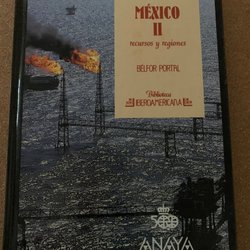 MÉXICO
II
recursos y regiones
BELFOR PORTAL
Biblioteca
IBEROAMERICANA
ANAYA